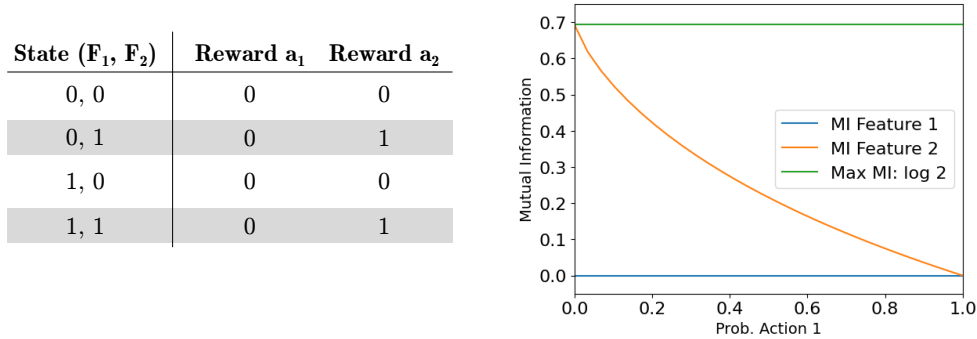 State (F₁, F₂) Reward a₁ Reward a₂
0, 0 0 0
0, 1 0 1
1, 0 0 0
1, 1 0 1
Mutual Information
0.7
0.6
0.5
0.4
0.3
0.2
0.1
0.0
MI Feature 1
MI Feature 2
Max MI: log 2
0.0 0.2 0.4 0.6 0.8 1.0
Prob. Action 1